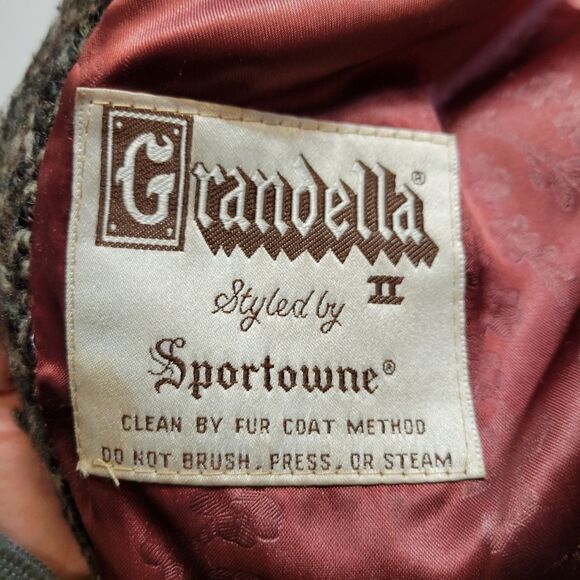 Grandella®
II
Styled by
Sportowne®
CLEAN BY FUR COAT METHOD
DO NOT BRUSH, PRESS, OR STEAM